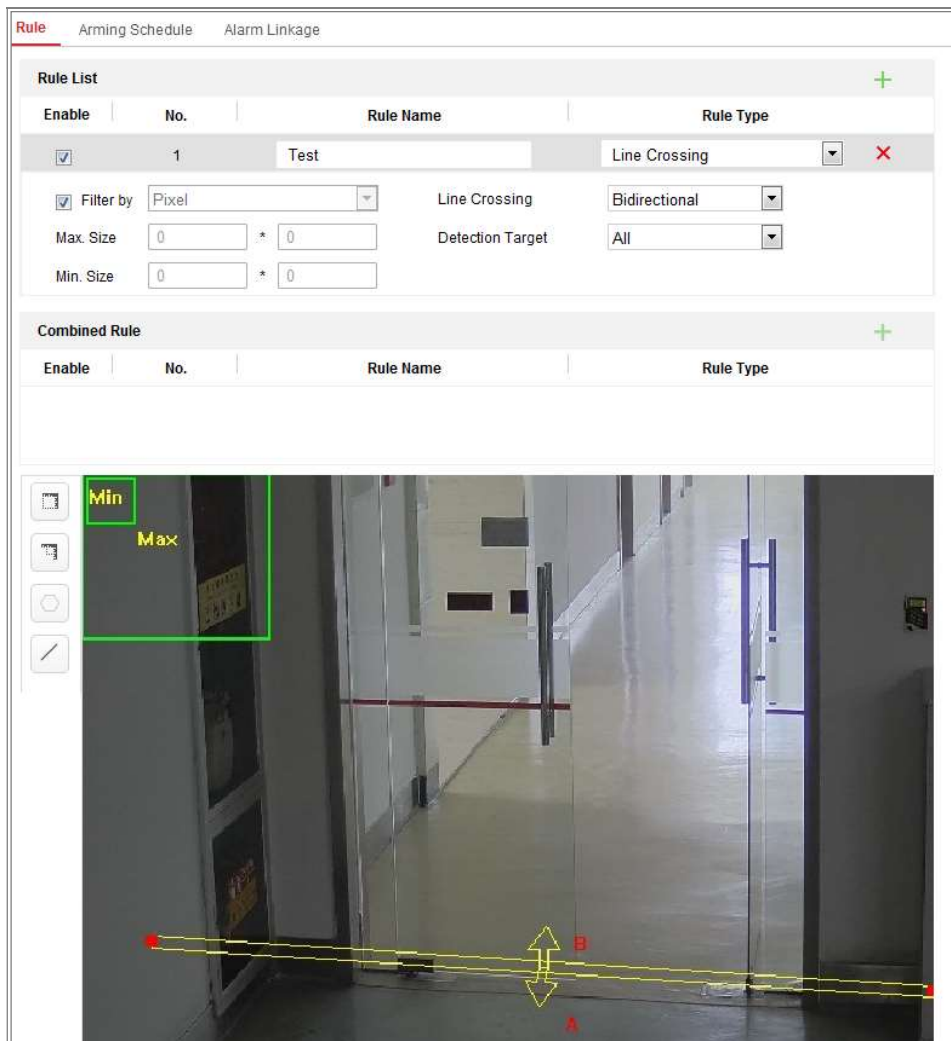 Rule Arming Schedule Alarm Linkage
Rule List
Enable No. Rule Name Rule Type
1 Test Line Crossing
Filter by Pixel Line Crossing Bidirectional
Max. Size 0 * 0 Detection Target All
Min. Size 0 * 0
Combined Rule
Enable No. Rule Name Rule Type
Min
Max
B
A